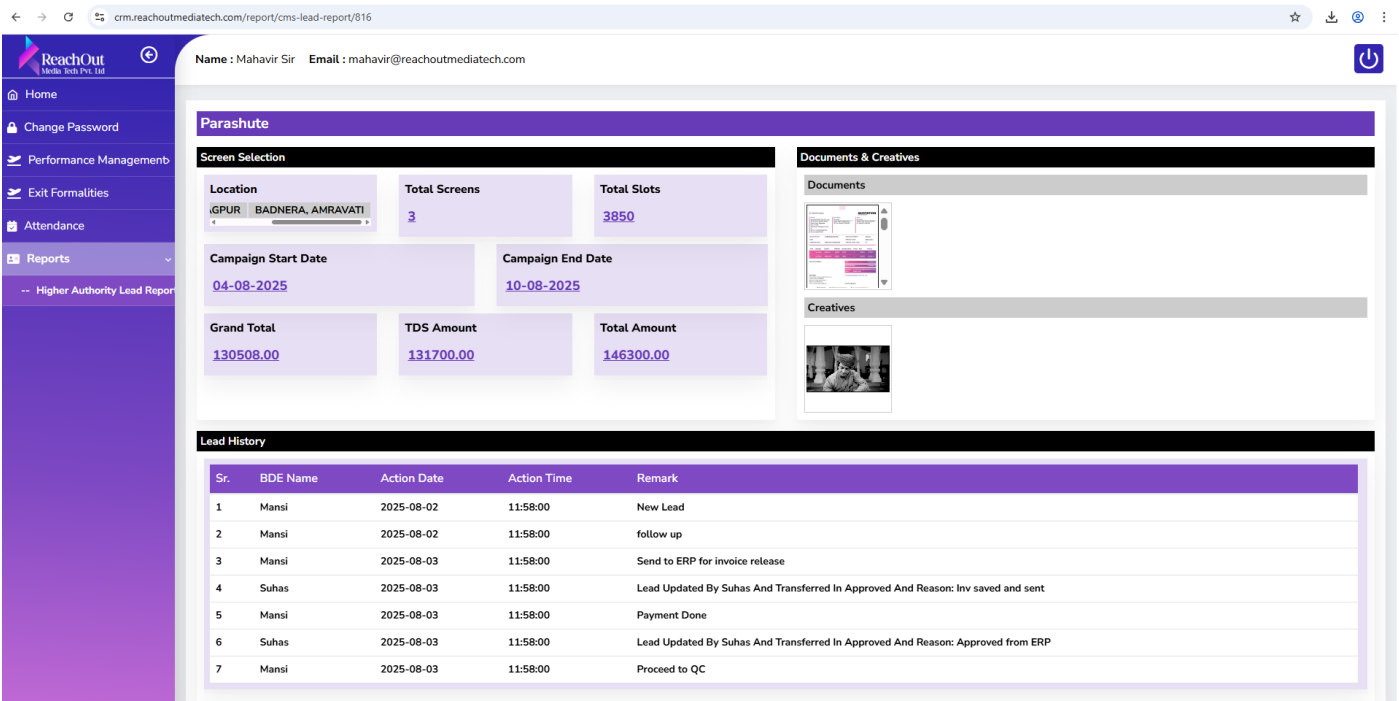 crm.reachoutmediatech.com/report/cms-lead-report/816
ReachOut
Media Tech Pvt. Ltd
Name : Mahavir Sir Email : mahavir@reachoutmediatech.com
Home
Change Password
Performance Management
Exit Formalities
Attendance
Reports
-- Higher Authority Lead Repor
Parashute
Screen Selection
Location
GPUR BADNERA, AMRAVATI
Total Screens
3
Total Slots
3850
Campaign Start Date
04-08-2025
Campaign End Date
10-08-2025
Grand Total
130508.00
TDS Amount
131700.00
Total Amount
146300.00
Documents & Creatives
Documents
Creatives
Lead History
Sr. BDE Name Action Date Action Time Remark
1 Mansi 2025-08-02 11:58:00 New Lead
2 Mansi 2025-08-02 11:58:00 follow up
3 Mansi 2025-08-03 11:58:00 Send to ERP for invoice release
4 Suhas 2025-08-03 11:58:00 Lead Updated By Suhas And Transferred In Approved And Reason: Inv saved and sent
5 Mansi 2025-08-03 11:58:00 Payment Done
6 Suhas 2025-08-03 11:58:00 Lead Updated By Suhas And Transferred In Approved And Reason: Approved from ERP
7 Mansi 2025-08-03 11:58:00 Proceed to QC